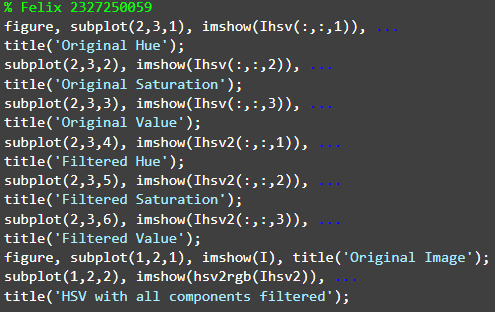 % Felix 2327250059
figure, subplot(2,3,1), imshow(Ihsv(:,:,1)), ...
title('Original Hue');
subplot(2,3,2), imshow(Ihsv(:,:,2)), ...
title('Original Saturation');
subplot(2,3,3), imshow(Ihsv(:,:,3)), ...
title('Original Value');
subplot(2,3,4), imshow(Ihsv2(:,:,1)), ...
title('Filtered Hue');
subplot(2,3,5), imshow(Ihsv2(:,:,2)), ...
title('Filtered Saturation');
subplot(2,3,6), imshow(Ihsv2(:,:,3)), ...
title('Filtered Value');
figure, subplot(1,2,1), imshow(I), title('Original Image');
subplot(1,2,2), imshow(hsv2rgb(Ihsv2)), ...
title('HSV with all components filtered');